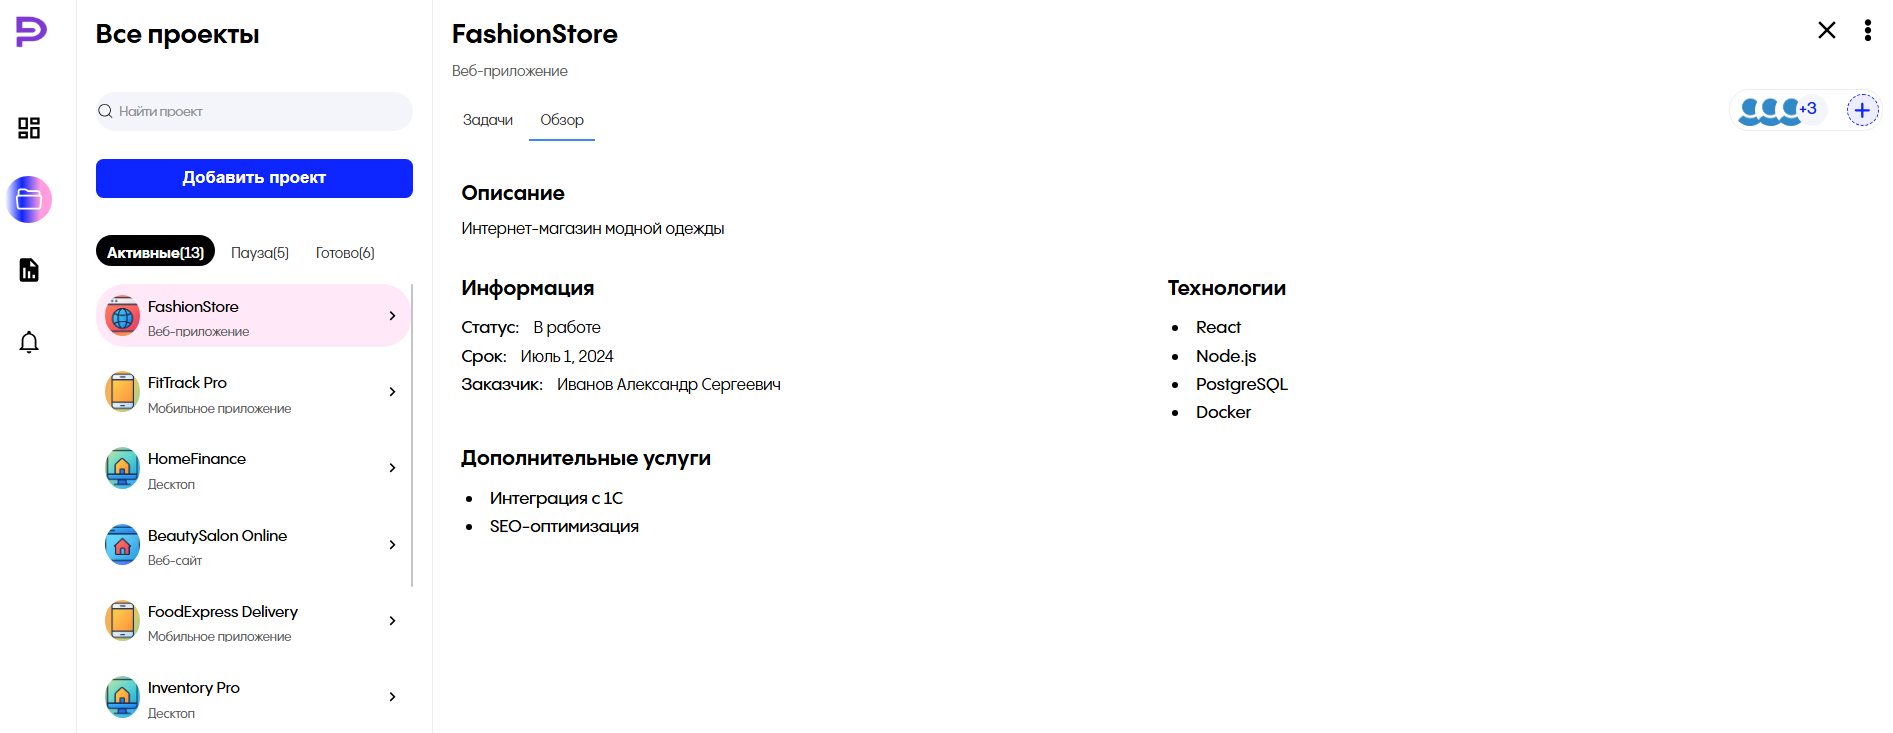 Все проекты
Найти проект
Добавить проект
Активные(13) Пауза(5) Готово(6)
FashionStore
Веб-приложение
FitTrack Pro
Мобильное приложение
HomeFinance
Десктоп
BeautySalon Online
Веб-сайт
FoodExpress Delivery
Мобильное приложение
Inventory Pro
Десктоп
FashionStore
Веб-приложение
Задачи Обзор
+3
Описание
Интернет-магазин модной одежды
Информация
Статус: В работе
Срок: Июль 1, 2024
Заказчик: Иванов Александр Сергеевич
Технологии
React
Node.js
PostgreSQL
Docker
Дополнительные услуги
Интеграция с 1С
SEO-оптимизация